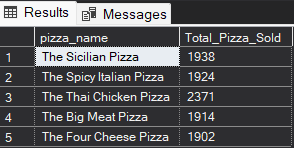 Results Messages
pizza_name Total_Pizza_Sold
1 The Sicilian Pizza 1938
2 The Spicy Italian Pizza 1924
3 The Thai Chicken Pizza 2371
4 The Big Meat Pizza 1914
5 The Four Cheese Pizza 1902